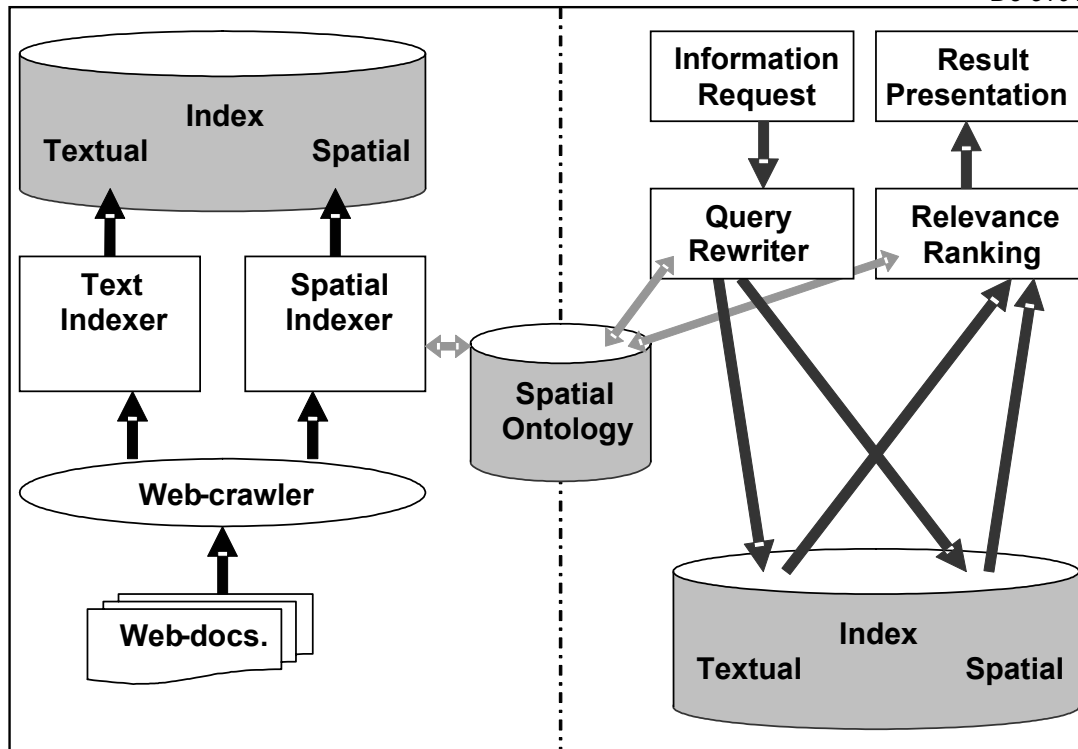 Index
Textual
Spatial
Text
Indexer
Spatial
Indexer
Web-crawler
Web-docs.
Spatial
Ontology
Information
Request
Result
Presentation
Query
Rewriter
Relevance
Ranking
Index
Textual
Spatial